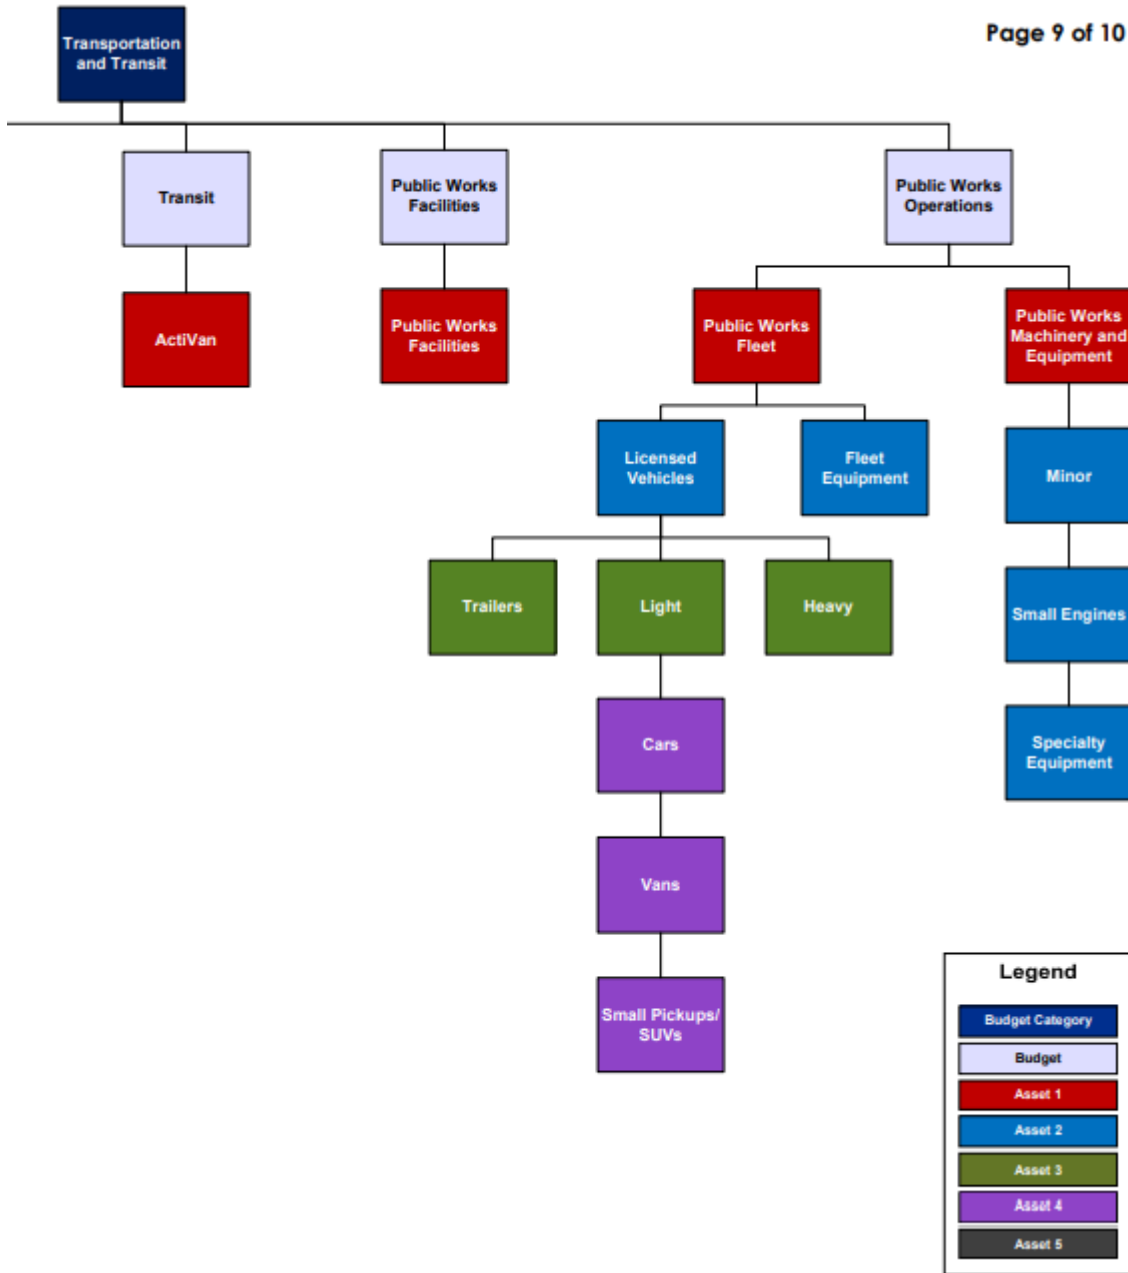 Page 9 of 10
Transportation
and Transit
Transit
Public Works
Facilities
Public Works
Operations
ActiVan
Public Works
Facilities
Public Works
Fleet
Public Works
Machinery and
Equipment
Licensed
Vehicles
Fleet
Equipment
Minor
Trailers
Light
Heavy
Small Engines
Cars
Specialty
Equipment
Vans
Small Pickups/
SUVs
Legend
Budget Category
Budget
Asset 1
Asset 2
Asset 3
Asset 4
Asset 5